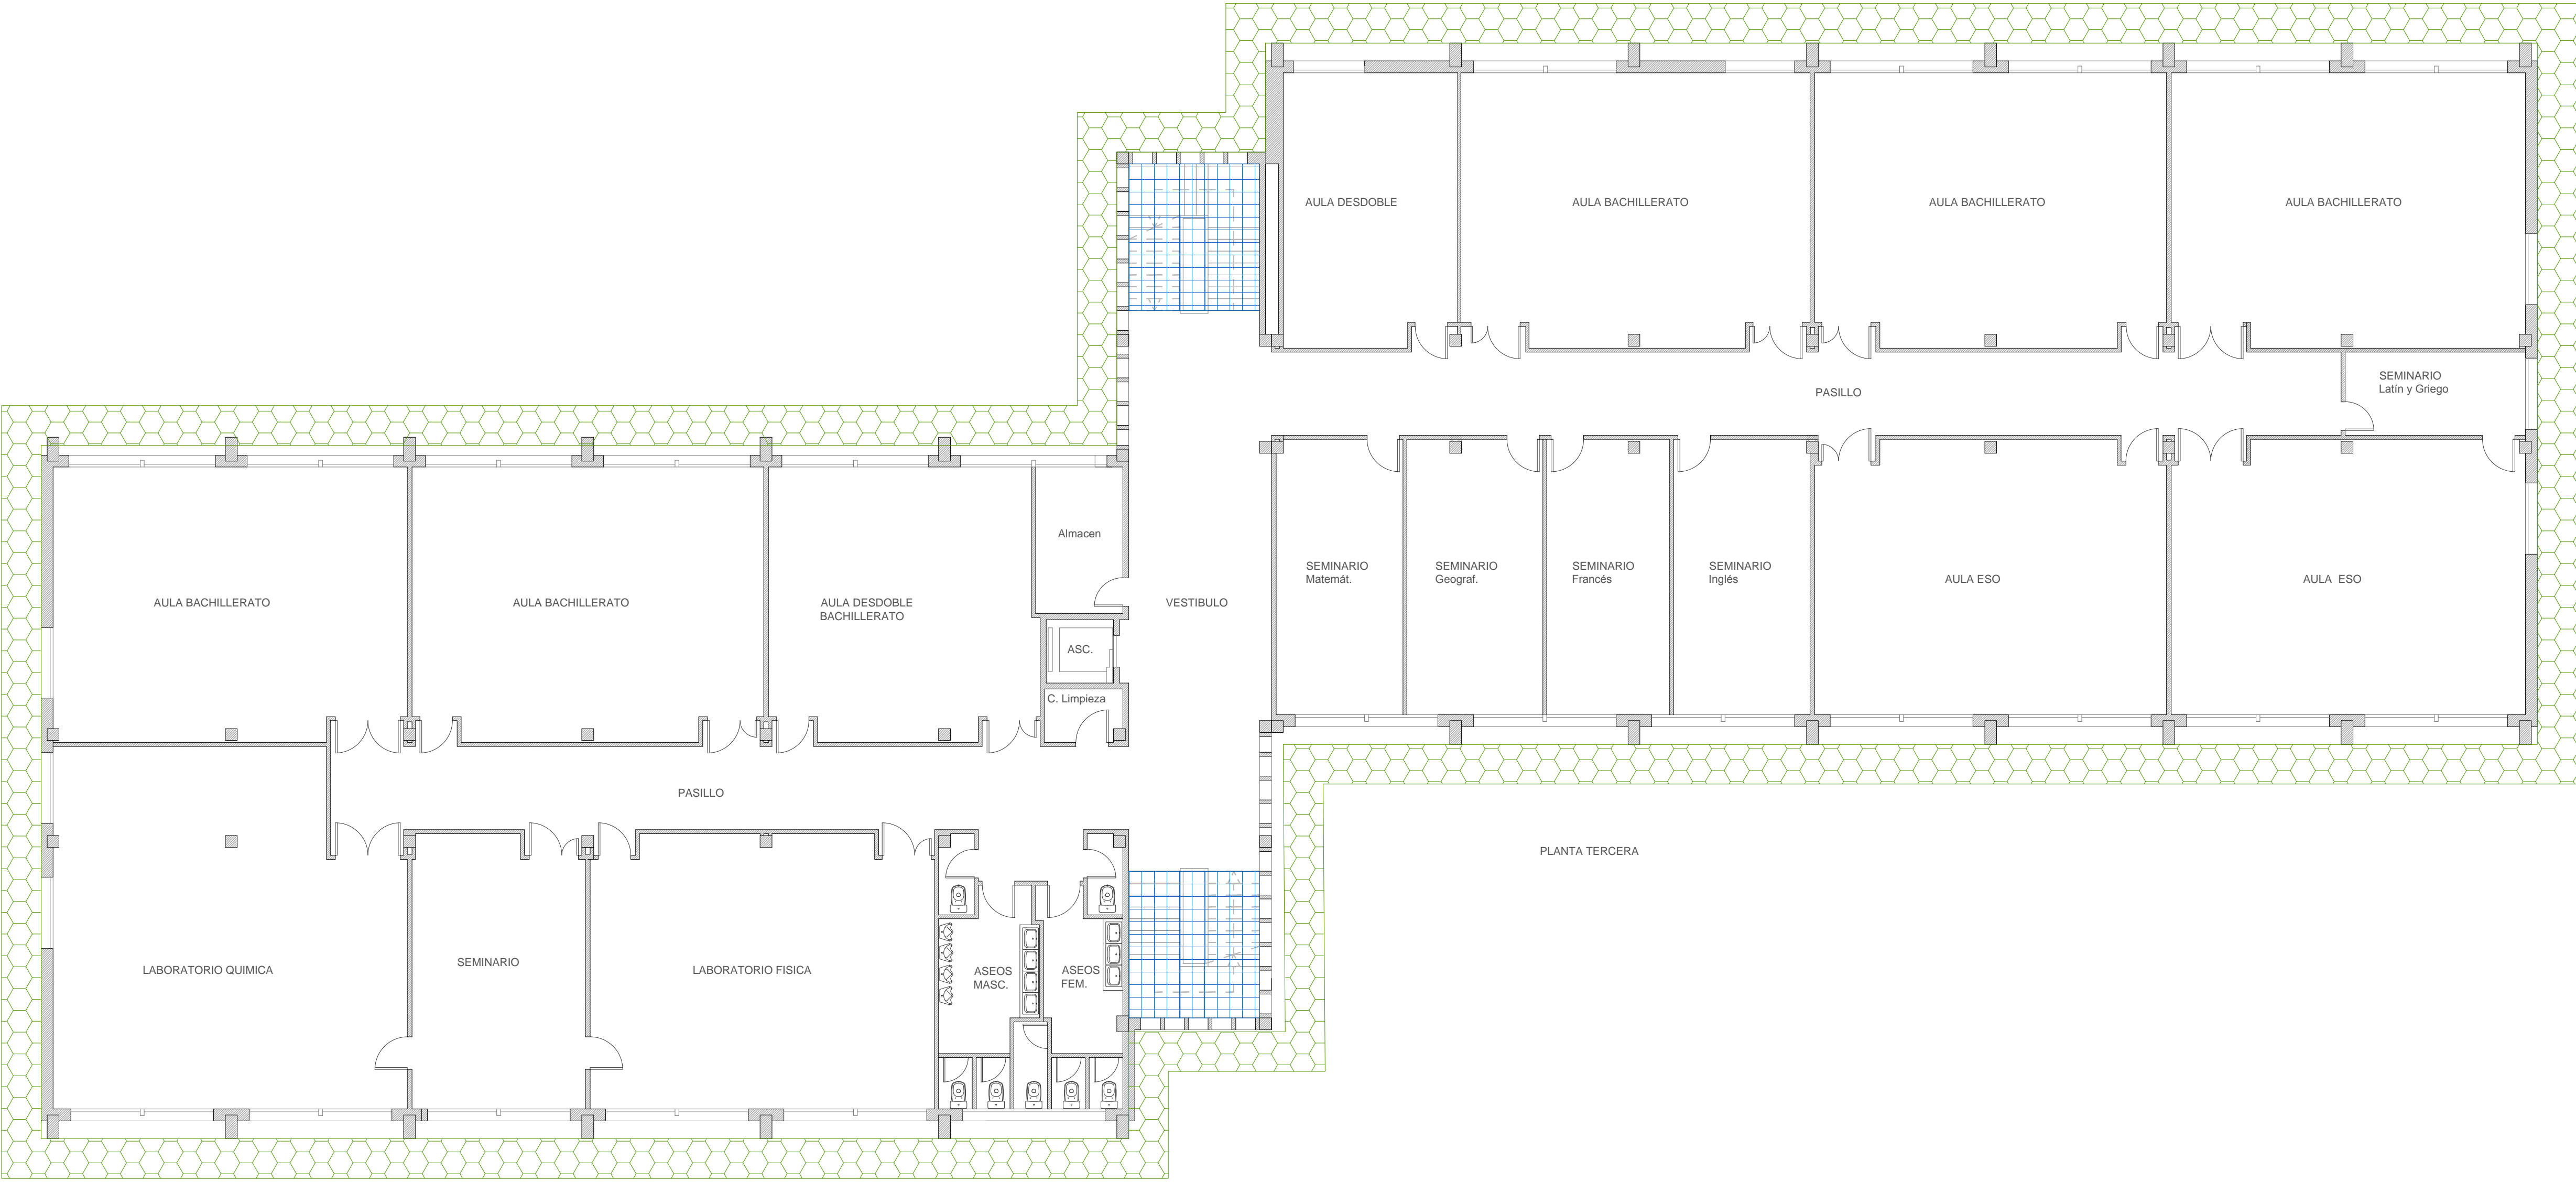 AULA DESDOBLE
AULA BACHILLERATO
AULA BACHILLERATO
AULA BACHILLERATO
SEMINARIO
Latín y Griego
PASILLO
Almacen
SEMINARIO
Matemát.
SEMINARIO
Geograf.
SEMINARIO
Francés
SEMINARIO
Inglés
AULA ESO
AULA  ESO
AULA BACHILLERATO
AULA BACHILLERATO
AULA DESDOBLE
BACHILLERATO
VESTIBULO
ASC.
C. Limpieza
PASILLO
PLANTA TERCERA
LABORATORIO QUIMICA
SEMINARIO
LABORATORIO FISICA
ASEOS
MASC.
ASEOS
FEM.